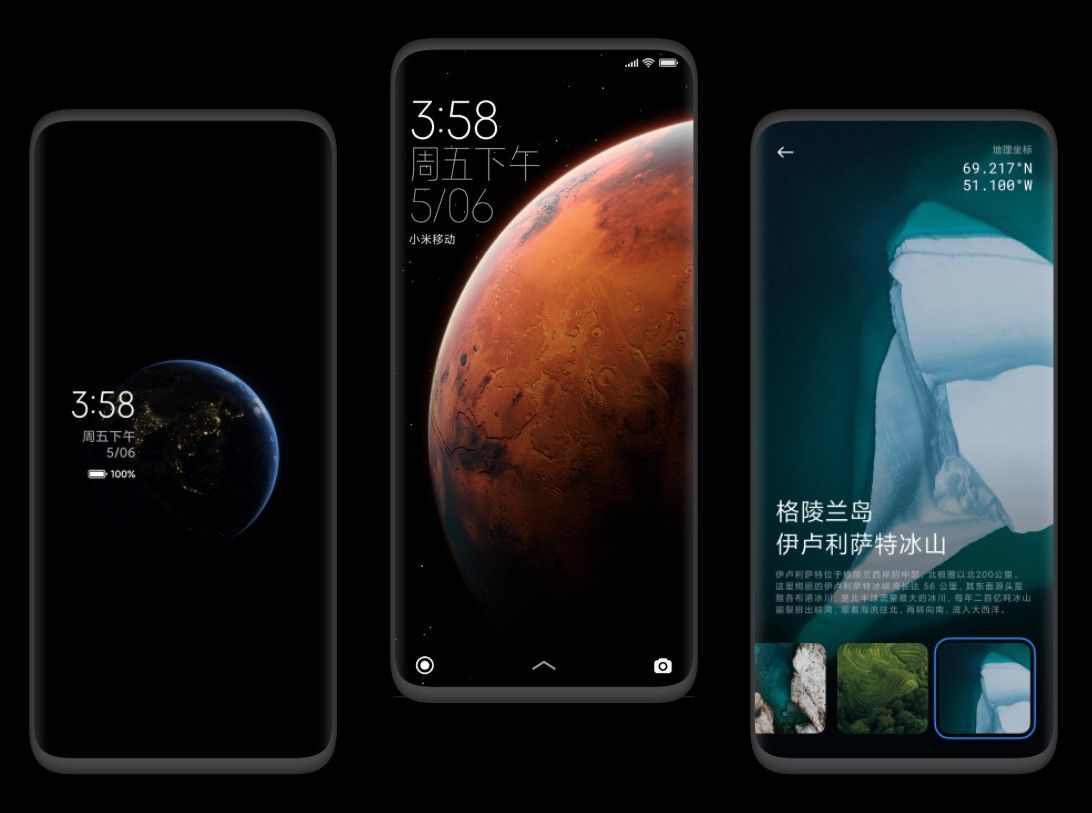 3:58
周五下午
5/06
100%
3:58
周五下午
5/06
小米移动
地理坐标
69.217°N
51.100°W
格陵兰岛
伊卢利萨特冰山
伊卢利萨特位于格陵兰西岸的中部，北极圈以北200公里。
这里绚丽的伊卢利萨特冰峡湾长达 56 公里，其东面源头是
雅各布港冰川，是北半球流量最大的冰川，每年二百亿吨冰山
崩裂排出峡湾，顺着海流往北，再转向南，流入大西洋。